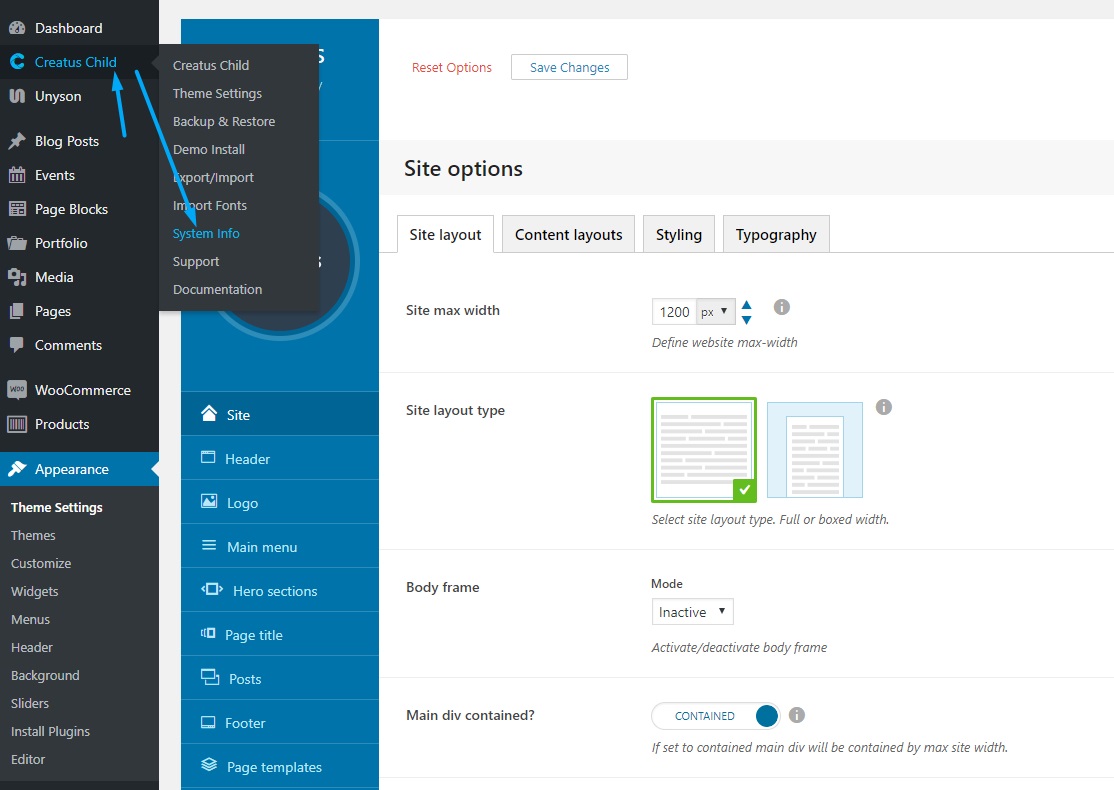 Dashboard
Creatus Child
Unyson
Blog Posts
Events
Page Blocks
Portfolio
Media
Pages
Comments
WooCommerce
Products
Appearance
Theme Settings
Themes
Customize
Widgets
Menus
Header
Background
Sliders
Install Plugins
Editor
Creatus Child
Theme Settings
Backup & Restore
Demo Install
Export/Import
Import Fonts
System Info
Support
Documentation
Site
Header
Logo
Main menu
Hero sections
Page title
Posts
Footer
Page templates
Reset Options Save Changes
Site options
Site layout Content layouts Styling Typography
Site max width 1200 px
Define website max-width
Site layout type
Select site layout type. Full or boxed width.
Body frame Mode
Inactive
Activate/deactivate body frame
Main div contained? CONTAINED
If set to contained main div will be contained by max site width.